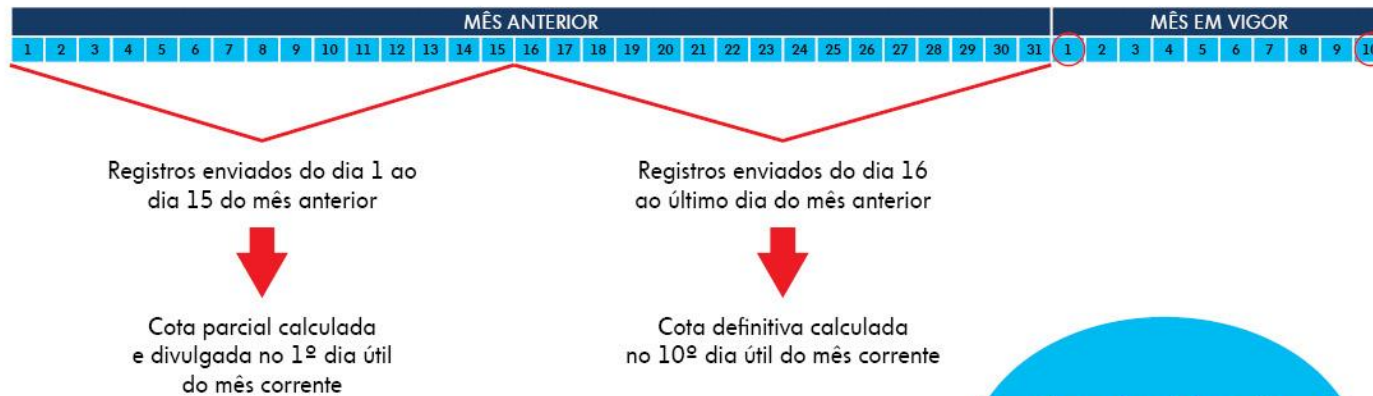 MÊS ANTERIOR MÊS EM VIGOR
1 2 3 4 5 6 7 8 9 10 11 12 13 14 15 16 17 18 19 20 21 22 23 24 25 26 27 28 29 30 31 1 2 3 4 5 6 7 8 9 10
Registros enviados do dia 1 ao
dia 15 do mês anterior
Registros enviados do dia 16
ao último dia do mês anterior
Cota parcial calculada
e divulgada no 1º dia útil
do mês corrente
Cota definitiva calculada
no 10º dia útil do mês corrente